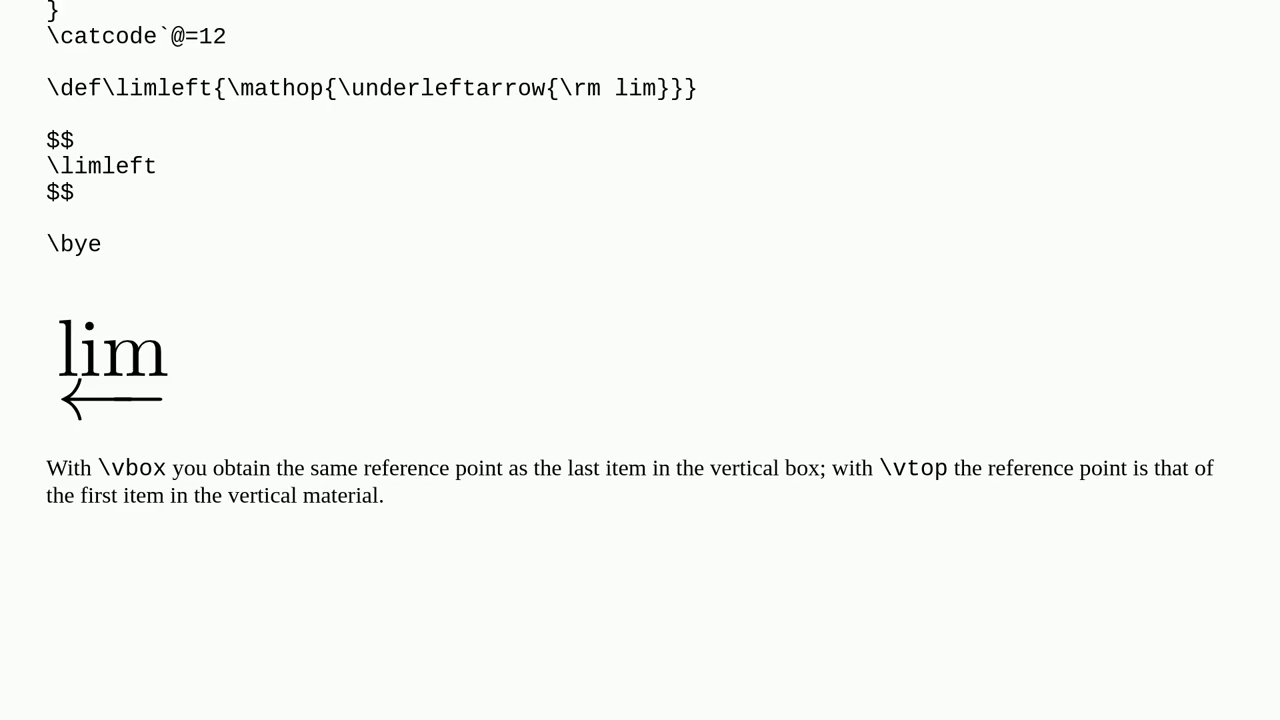 }
\catcode`@=12
\def\limleft{\mathop{\underleftarrow{\rm lim}}}
$$
\limleft
$$
\bye
lim
With \vbox you obtain the same reference point as the last item in the vertical box; with \vtop the reference point is that of
the first item in the vertical material.